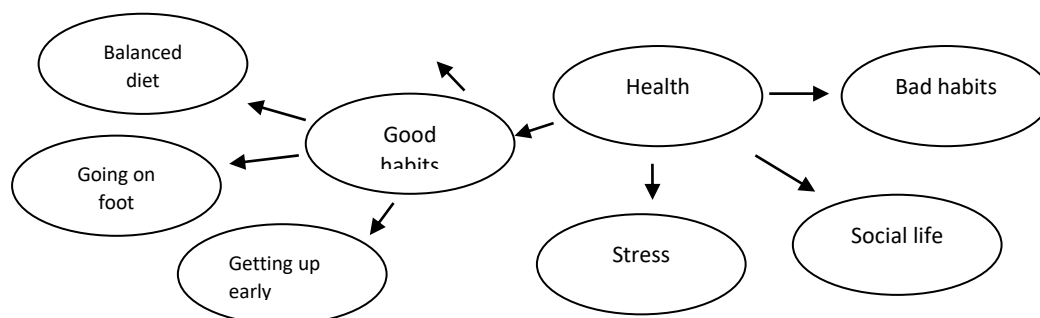 Balanced
diet
Health
Bad habits
Good
habits
Going on
foot
Social life
Stress
Getting up
early